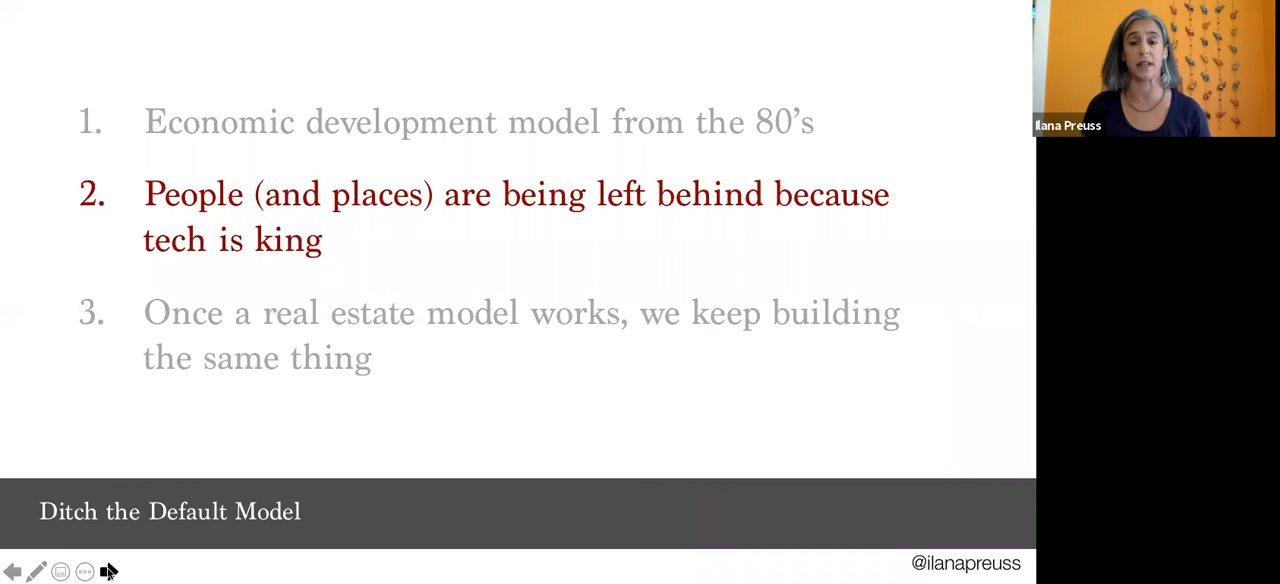 1. Economic development model from the 80's
2. People (and places) are being left behind because
tech is king
3. Once a real estate model works, we keep building
the same thing
Ditch the Default Model
@ilanapreuss
Ilana Preuss